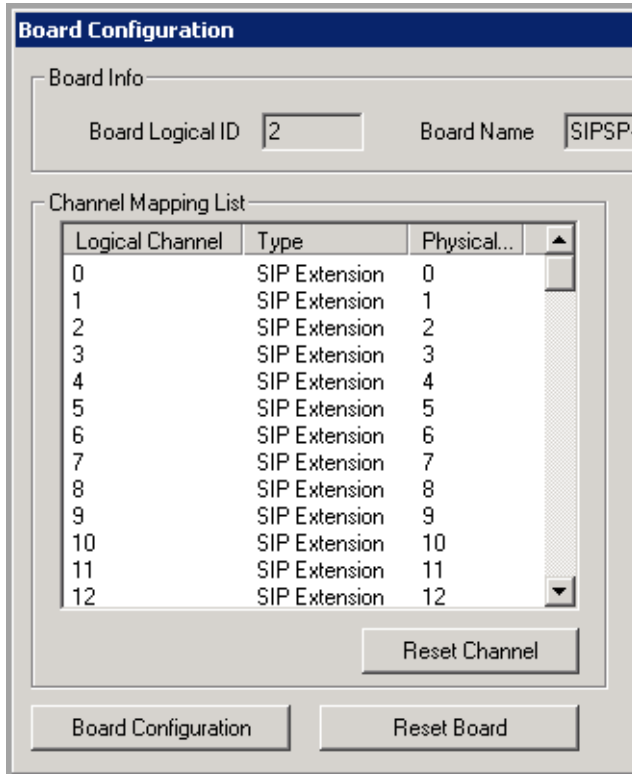 Board Configuration
Board Info
Board Logical ID 2 Board Name SIPSP
Channel Mapping List
Logical Channel Type Physical...
0 SIP Extension 0
1 SIP Extension 1
2 SIP Extension 2
3 SIP Extension 3
4 SIP Extension 4
5 SIP Extension 5
6 SIP Extension 6
7 SIP Extension 7
8 SIP Extension 8
9 SIP Extension 9
10 SIP Extension 10
11 SIP Extension 11
12 SIP Extension 12
Reset Channel
Board Configuration Reset Board